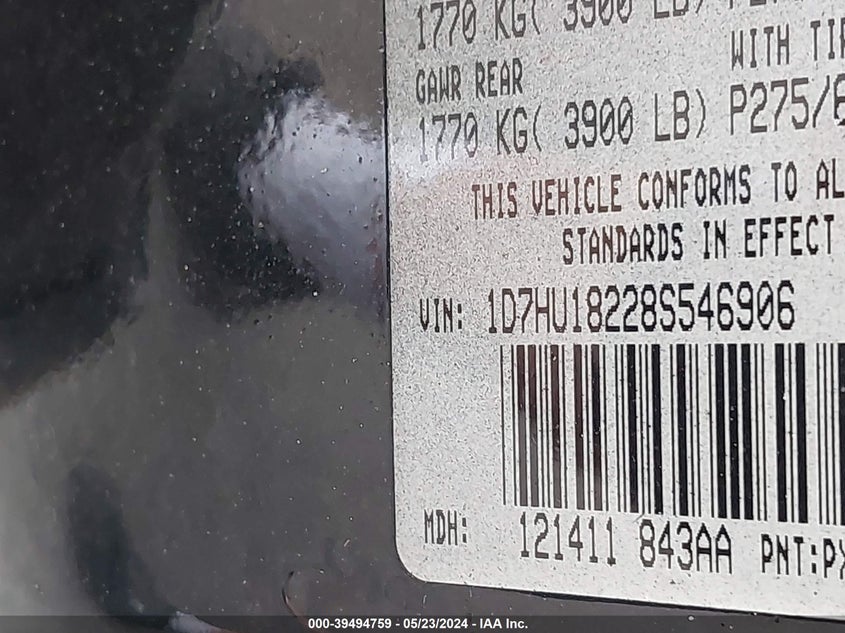 1770 KG( 3900 LB)
WITH TIR
GAWR REAR
1770 KG( 3900 LB) P275/6
THIS VEHICLE CONFORMS TO AL
STANDARDS IN EFFECT
VIN: 1D7HU18228S546906
MDH: 121411 843AA PNT:PX
000-39494759 - 05/23/2024 - IAA Inc.